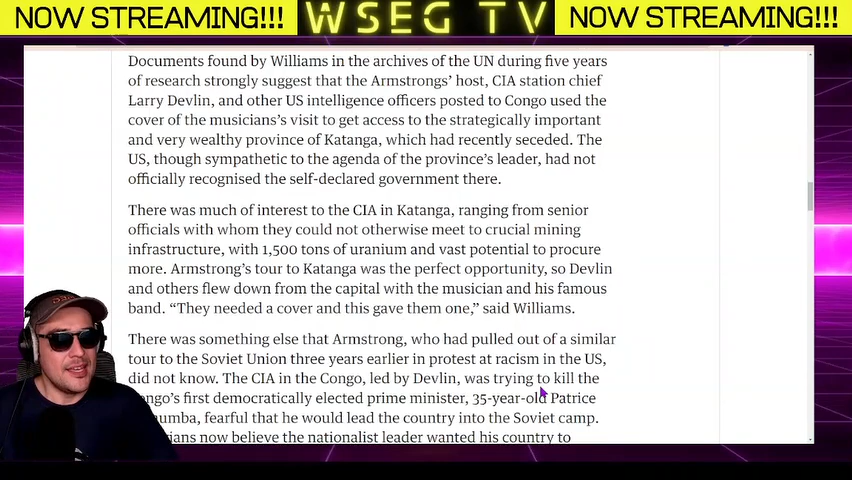 NOW STREAMING!!! WSEG TV NOW STREAMING!!!
Documents found by Williams in the archives of the UN during five years
of research strongly suggest that the Armstrongs' host, CIA station chief
Larry Devlin, and other US intelligence officers posted to Congo used the
cover of the musicians's visit to get access to the strategically important
and very wealthy province of Katanga, which had recently seceded. The
US, though sympathetic to the agenda of the province's leader, had not
officially recognised the self-declared government there.
There was much of interest to the CIA in Katanga, ranging from senior
officials with whom they could not otherwise meet to crucial mining
infrastructure, with 1,500 tons of uranium and vast potential to procure
more. Armstrong's tour to Katanga was the perfect opportunity, so Devlin
and others flew down from the capital with the musician and his famous
band. “They needed a cover and this gave them one,” said Williams.
There was something else that Armstrong, who had pulled out of a similar
tour to the Soviet Union three years earlier in protest at racism in the US,
did not know. The CIA in the Congo, led by Devlin, was trying to kill the
ongo's first democratically elected prime minister, 35-year-old Patrice
umba, fearful that he would lead the country into the Soviet camp.
ians now believe the nationalist leader wanted his country to